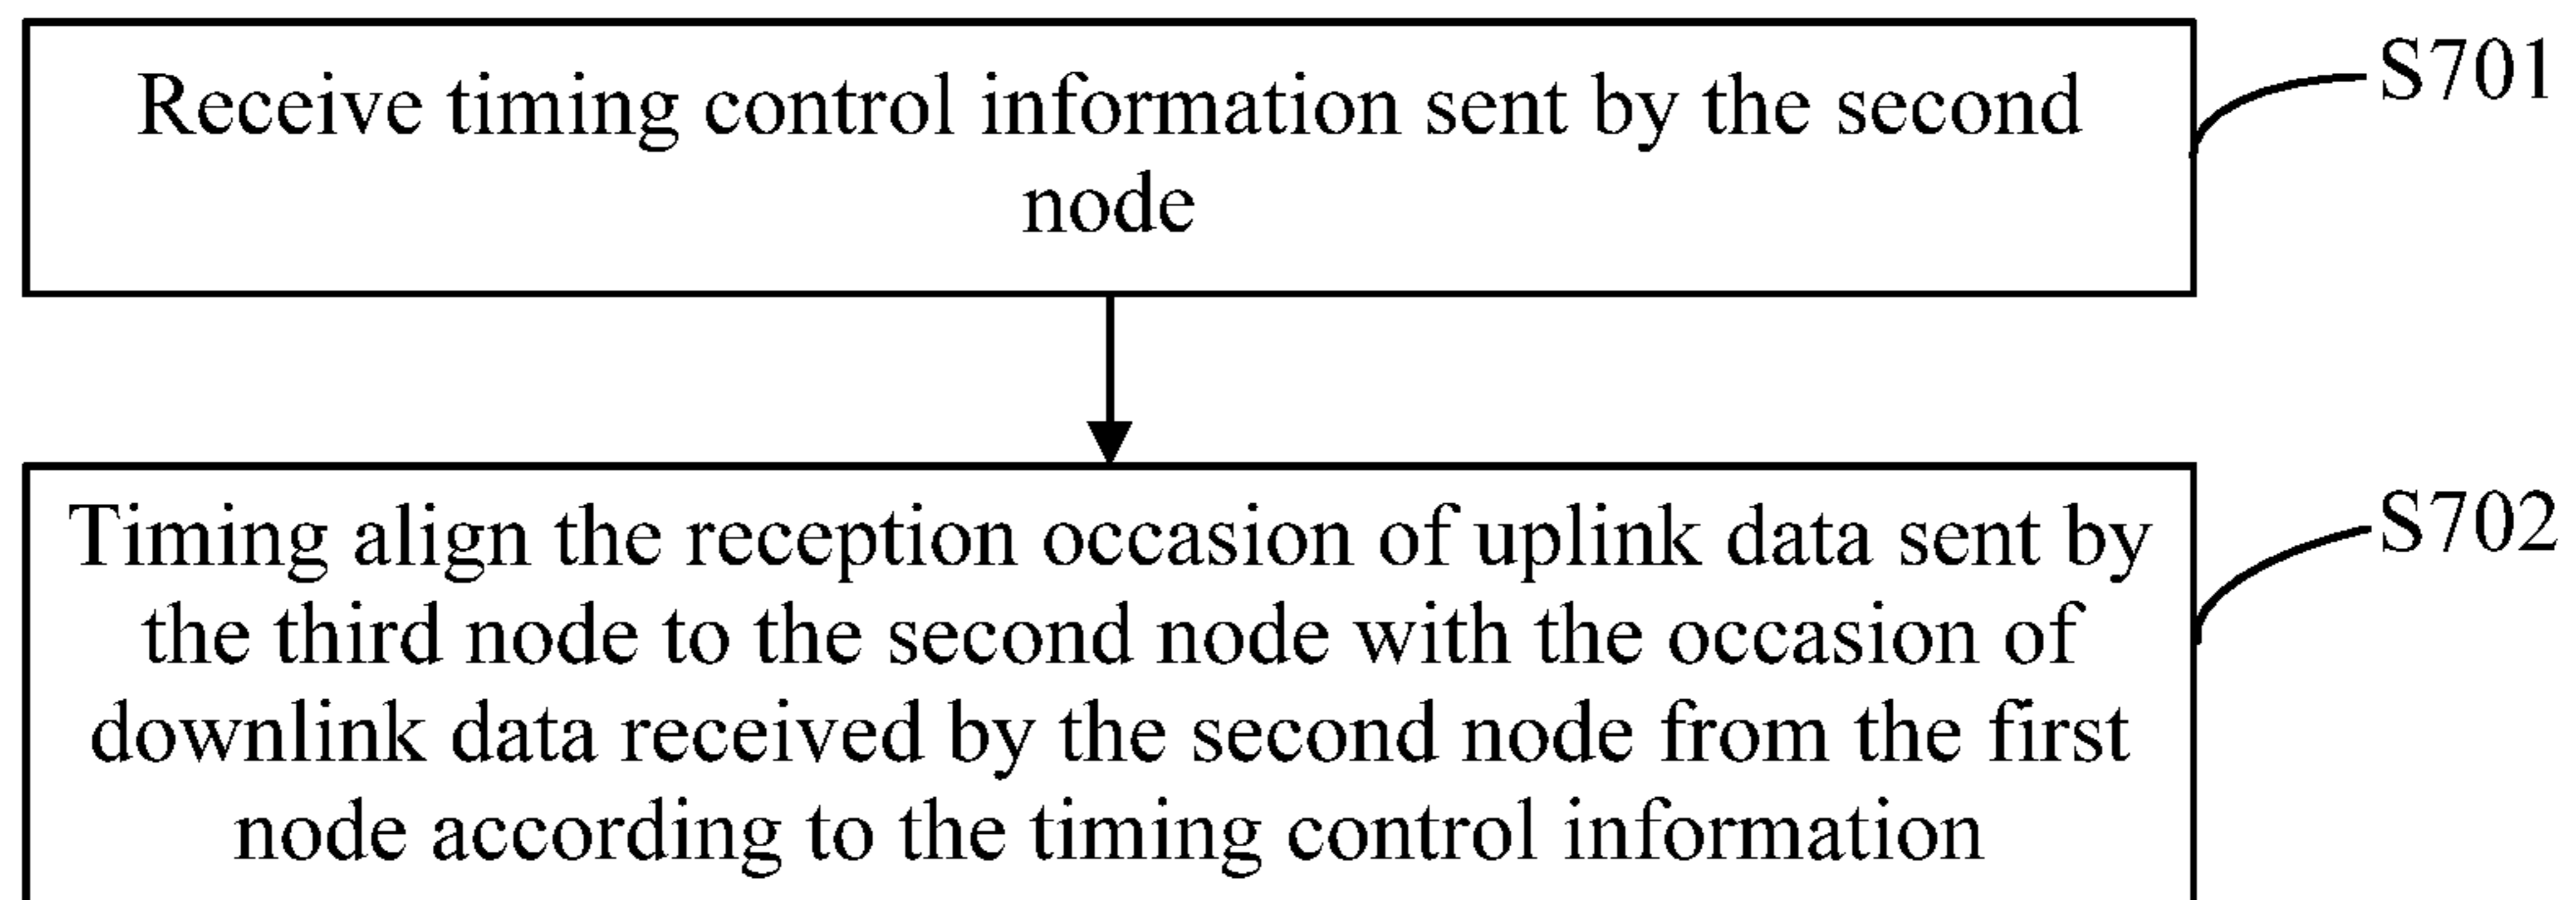 Receive timing control information sent by the second
node
S701
Timing align the reception occasion of uplink data sent by
the third node to the second node with the occasion of
downlink data received by the second node from the first
node according to the timing control information
S702